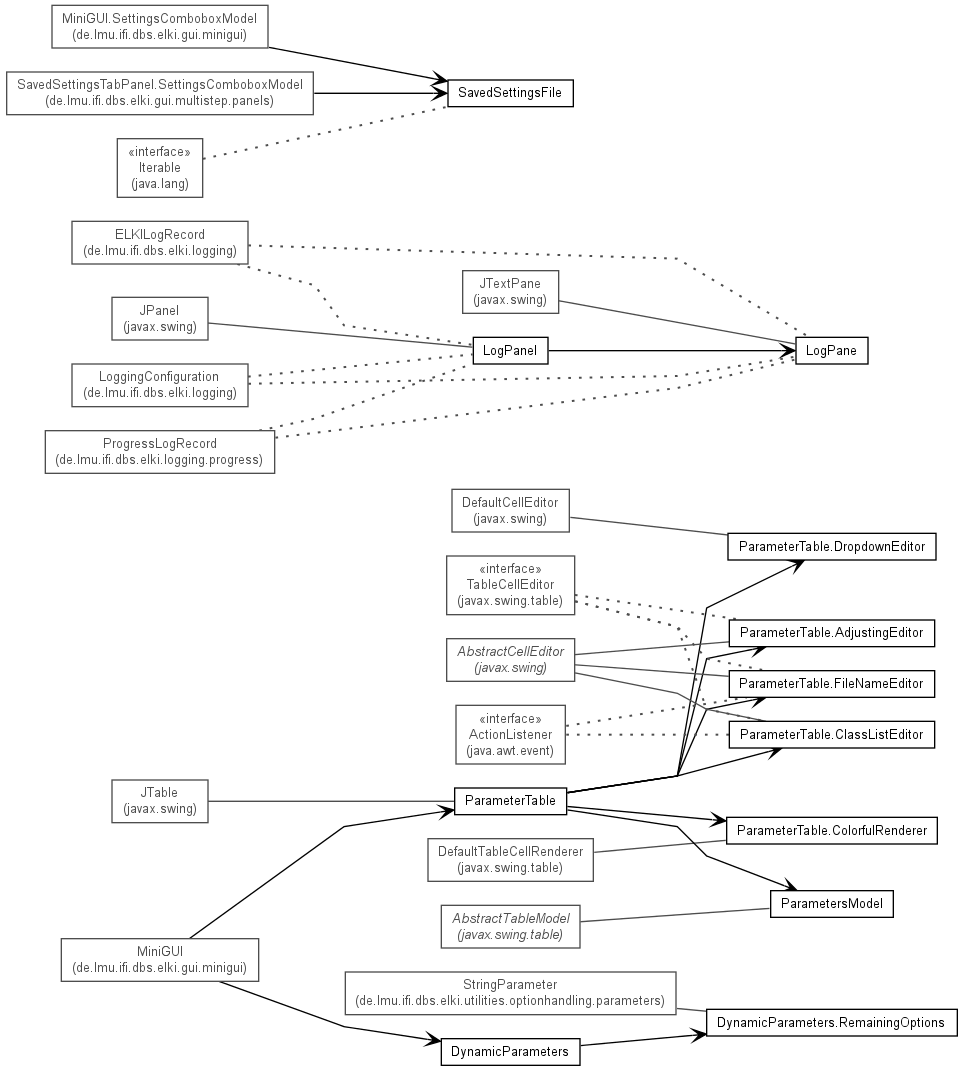 MiniGUI.SettingsComboboxModel
(de.lmu.ifi.dbs.elki.gui.minigui)
SavedSettingsTabPanel.SettingsComboboxModel
(de.lmu.ifi.dbs.elki.gui.multistep.panels)
SavedSettingsFile
«interface»
Iterable
(java.lang)
ELKILogRecord
(de.lmu.ifi.dbs.elki.logging)
JTextPane
(javax.swing)
JPanel
(javax.swing)
LogPanel
LogPane
LoggingConfiguration
(de.lmu.ifi.dbs.elki.logging)
ProgressLogRecord
(de.lmu.ifi.dbs.elki.logging.progress)
DefaultCellEditor
(javax.swing)
ParameterTable.DropdownEditor
«interface»
TableCellEditor
(javax.swing.table)
ParameterTable.AdjustingEditor
AbstractCellEditor
(javax.swing)
ParameterTable.FileNameEditor
«interface»
ActionListener
(java.awt.event)
ParameterTable.ClassListEditor
JTable
(javax.swing)
ParameterTable
ParameterTable.ColorfulRenderer
DefaultTableCellRenderer
(javax.swing.table)
ParametersModel
AbstractTableModel
(javax.swing.table)
MiniGUI
(de.lmu.ifi.dbs.elki.gui.minigui)
StringParameter
(de.lmu.ifi.dbs.elki.utilities.optionhandling.parameters)
DynamicParameters.RemainingOptions
DynamicParameters